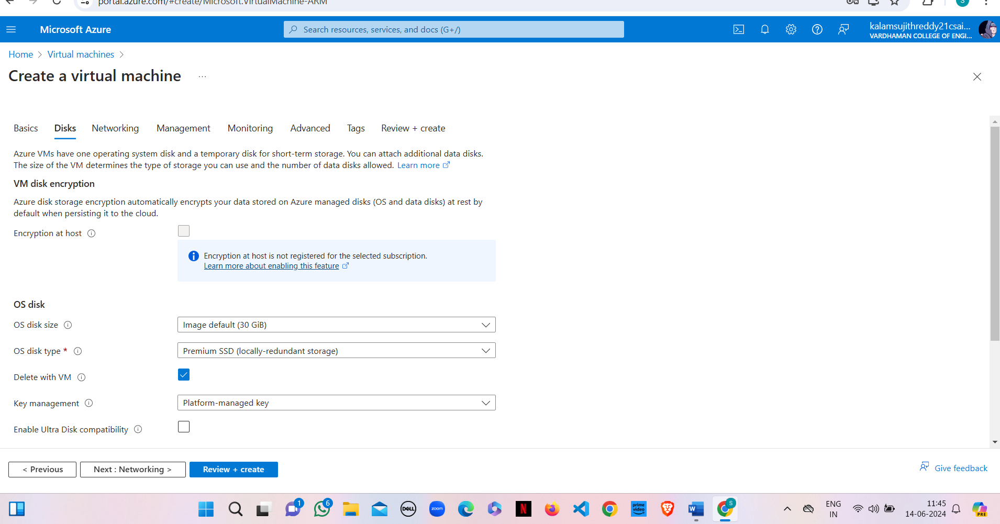 portal.azure.com/#create/Microsoft.VirtualMachine-ARM
Microsoft Azure
Search resources, services, and docs (G+/)
kalamsujithreddy21csai...
VARDHAMAN COLLEGE OF ENGI...
Home > Virtual machines >
Create a virtual machine ...
Basics Disks Networking Management Monitoring Advanced Tags Review + create
Azure VMs have one operating system disk and a temporary disk for short-term storage. You can attach additional data disks.
The size of the VM determines the type of storage you can use and the number of data disks allowed. Learn more
VM disk encryption
Azure disk storage encryption automatically encrypts your data stored on Azure managed disks (OS and data disks) at rest by
default when persisting it to the cloud.
Encryption at host
Encryption at host is not registered for the selected subscription.
Learn more about enabling this feature
OS disk
OS disk size
Image default (30 GiB)
OS disk type *
Premium SSD (locally-redundant storage)
Delete with VM
Key management
Platform-managed key
Enable Ultra Disk compatibility
< Previous
Next : Networking >
Review + create
Give feedback
1
6
DELL
zoom
N
prime
video
W
S
ENG
IN
11:45
14-06-2024
PRE